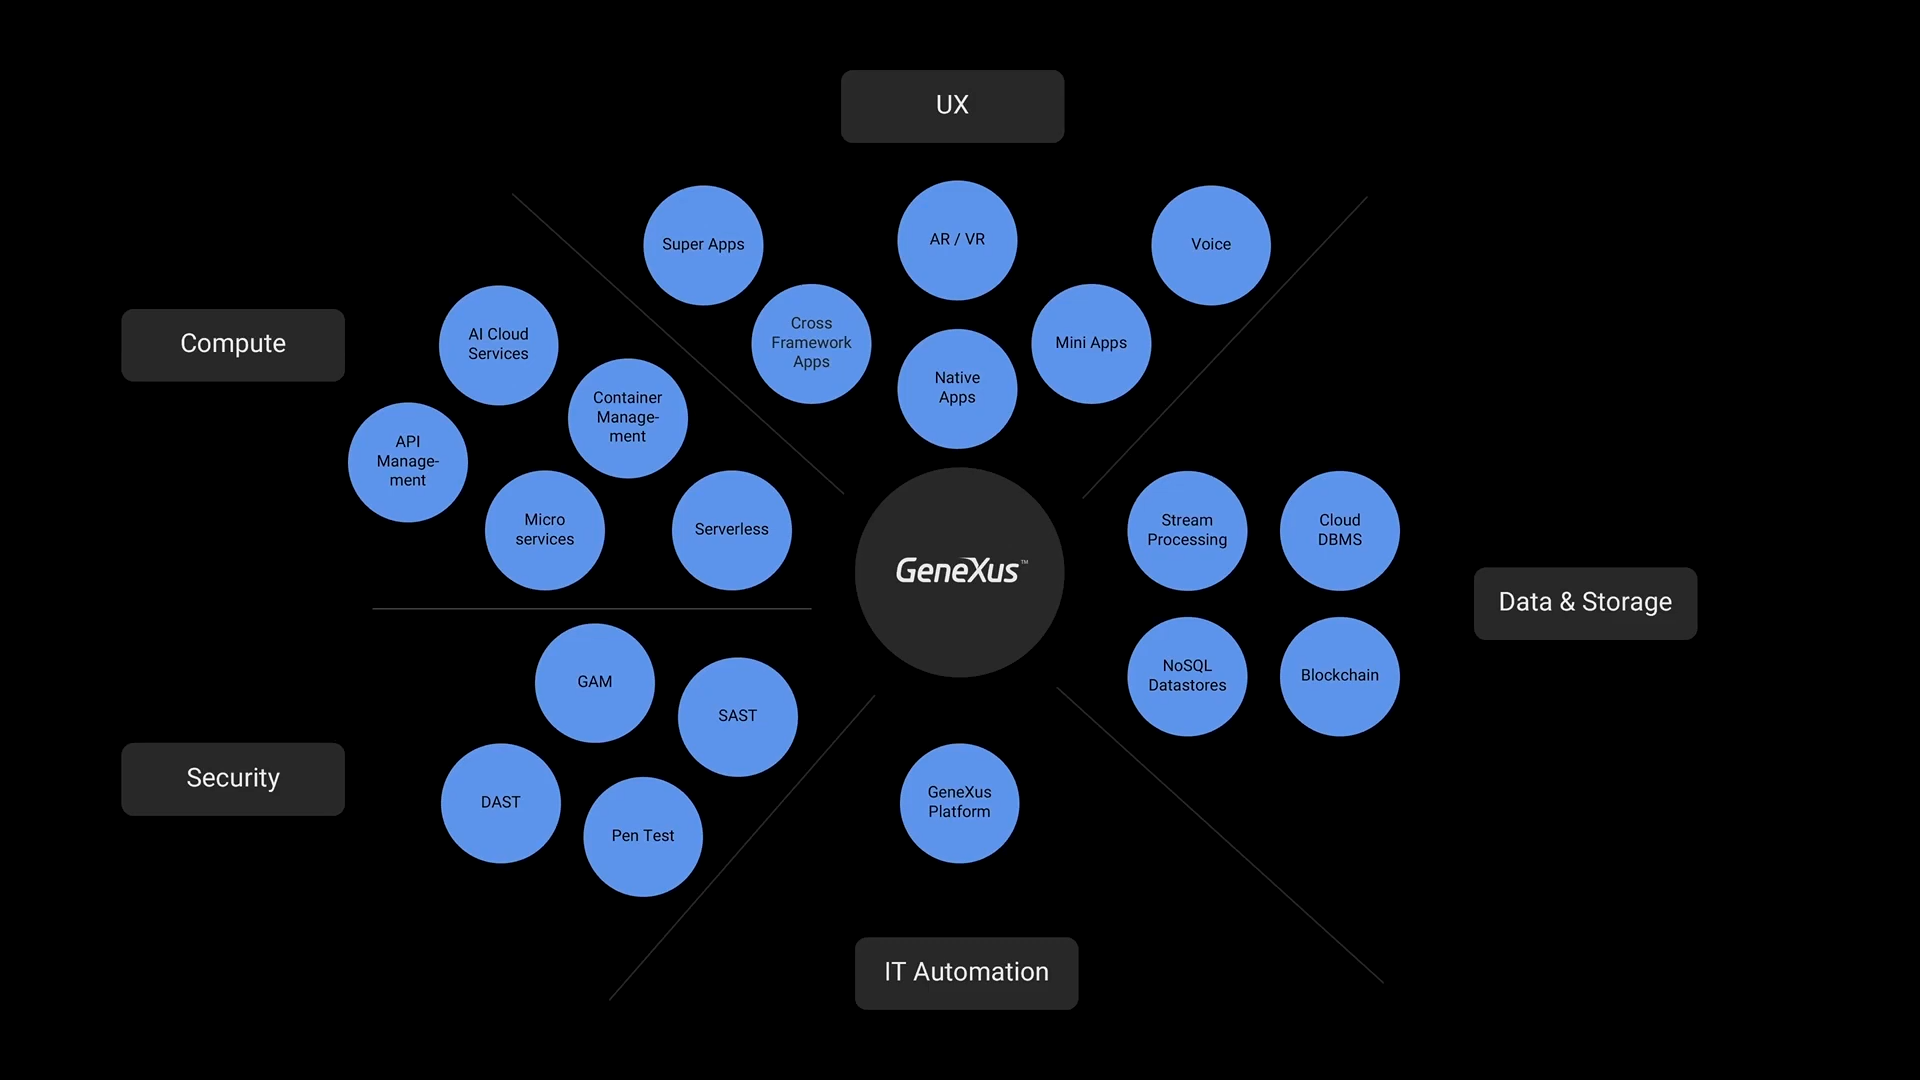 UX
Super Apps
AR / VR
Voice
Cross
Framework
Apps
Native
Apps
Mini Apps
Compute
AI Cloud
Services
Container
Manage-
ment
API
Manage-
ment
Micro
services
Serverless
GeneXus™
Stream
Processing
Cloud
DBMS
NoSQL
Datastores
Blockchain
Data & Storage
Security
GAM
SAST
DAST
Pen Test
GeneXus
Platform
IT Automation